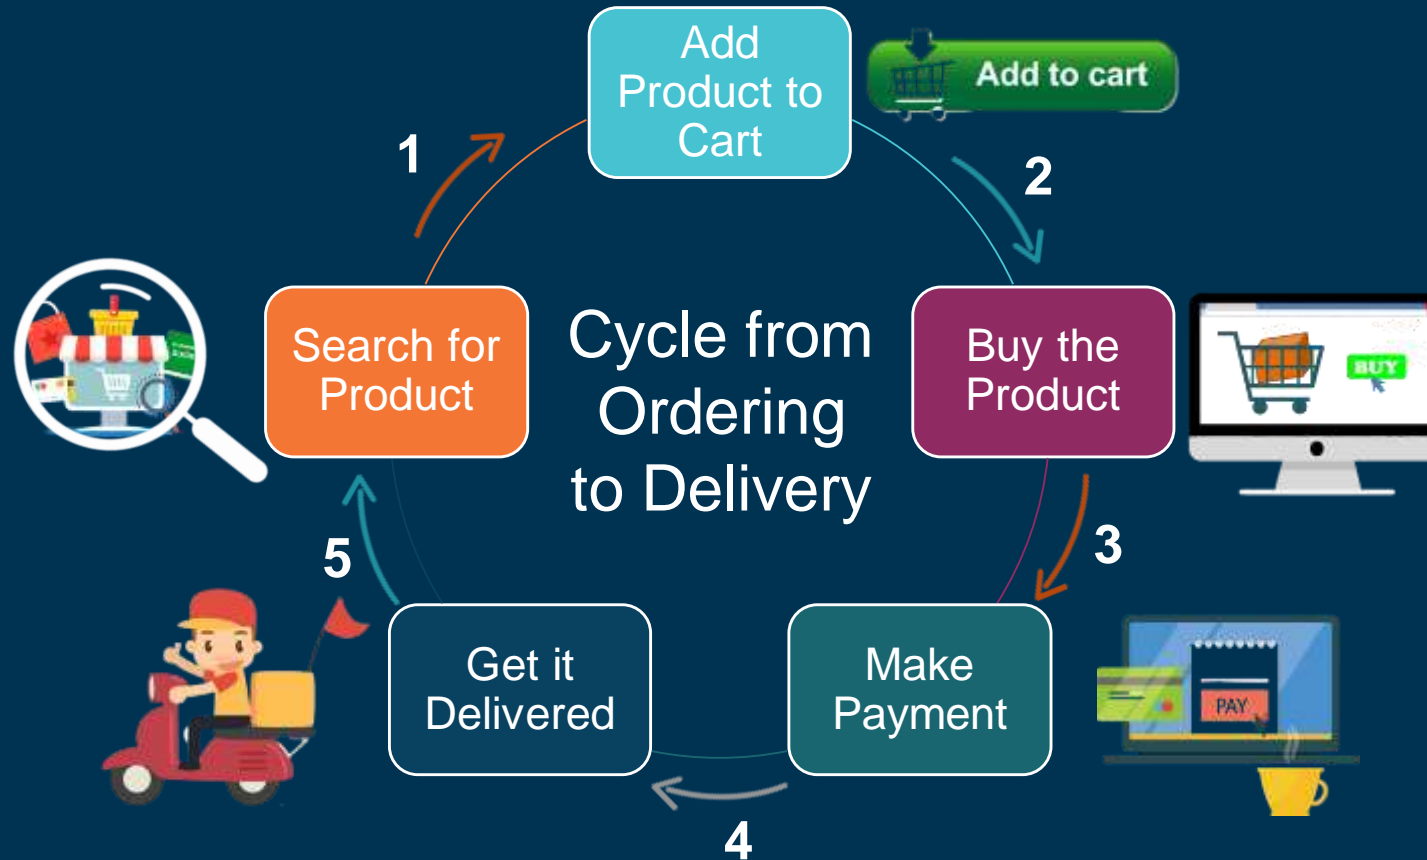 Add
Product to
Cart
Add to cart
1
2
Search for
Product
Cycle from
Ordering
to Delivery
Buy the
Product
BUY
5
3
Get it
Delivered
Make
Payment
PAY
4